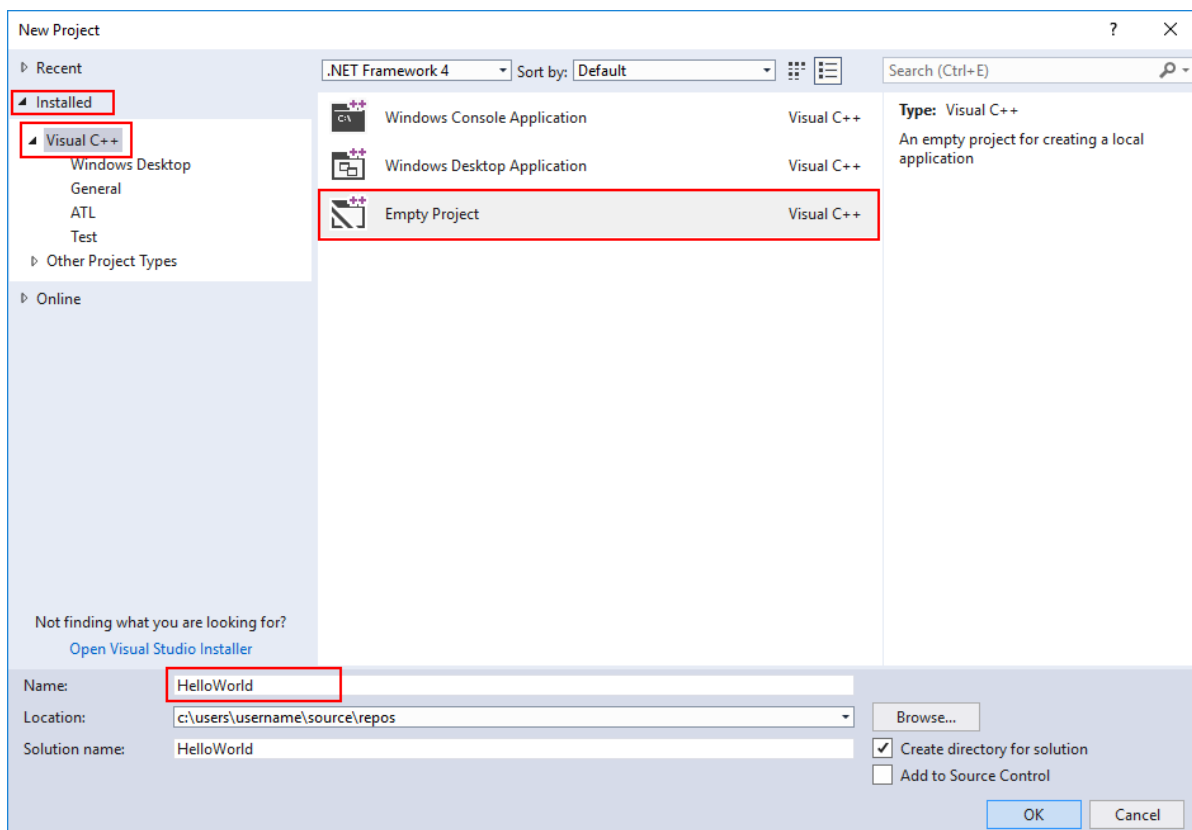 New Project
?
Recent
Installed
Visual C++
Windows Desktop
General
ATL
Test
Other Project Types
Online
Not finding what you are looking for?
Open Visual Studio Installer
.NET Framework 4
Sort by: Default
Windows Console Application Visual C++
Windows Desktop Application Visual C++
Empty Project Visual C++
Search (Ctrl+E)
Type: Visual C++
An empty project for creating a local
application
Name: HelloWorld
Location: c:\users\username\source\repos
Browse...
Solution name: HelloWorld
Create directory for solution
Add to Source Control
OK
Cancel